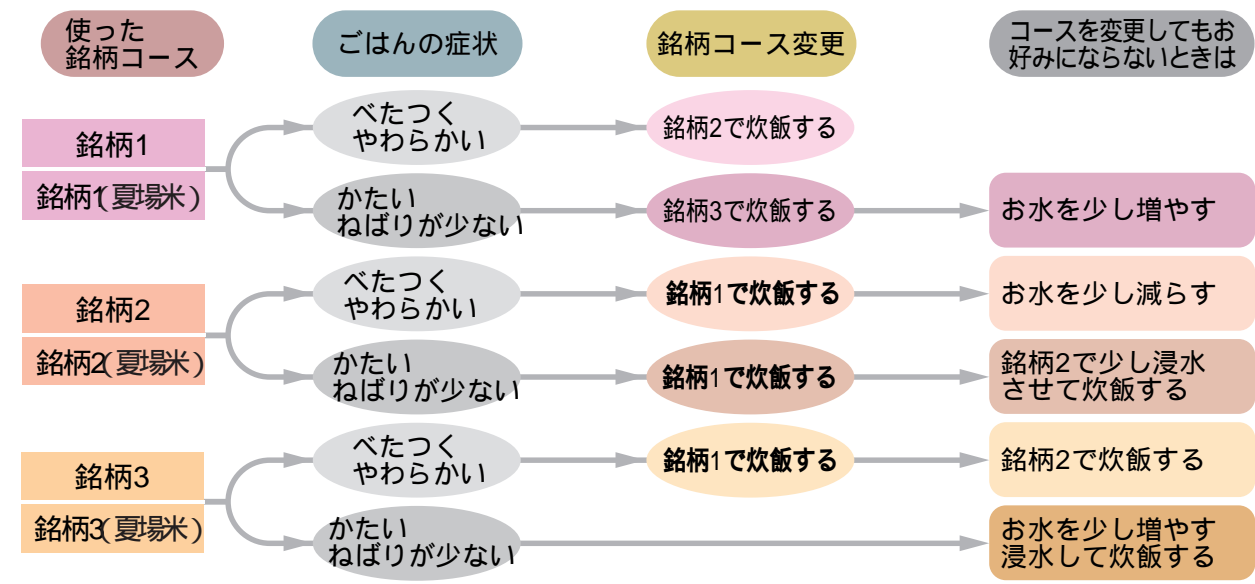 使った
銘柄コース
ごはんの症状
銘柄コース変更
コースを変更してもお
好みにならないときは
銘柄1
銘柄1(夏場米)
べたつく
やわらかい
銘柄2で炊飯する
かたい
ねばりが少ない
銘柄3で炊飯する
お水を少し増やす
銘柄2
銘柄2(夏場米)
べたつく
やわらかい
銘柄1で炊飯する
お水を少し減らす
かたい
ねばりが少ない
銘柄1で炊飯する
銘柄2で少し浸水
させて炊飯する
銘柄3
銘柄3(夏場米)
べたつく
やわらかい
銘柄1で炊飯する
銘柄2で炊飯する
かたい
ねばりが少ない
お水を少し増やす
浸水して炊飯する